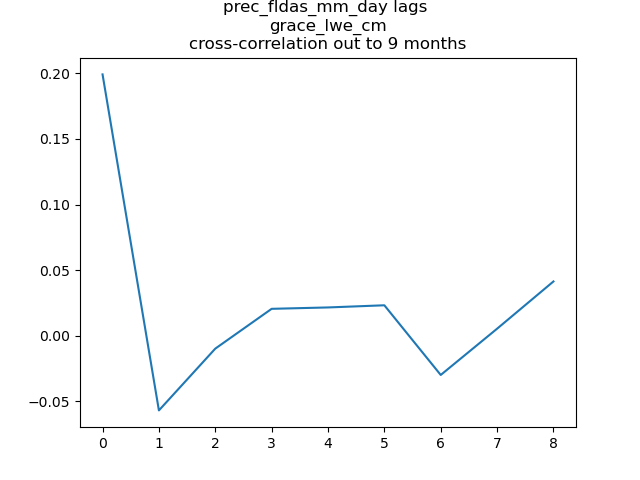 prec_fldas_mm_day lags
grace_lwe_cm
cross-correlation out to 9 months
0.20
0.15
0.10
0.05
0.00
−0.05
0 1 2 3 4 5 6 7 8